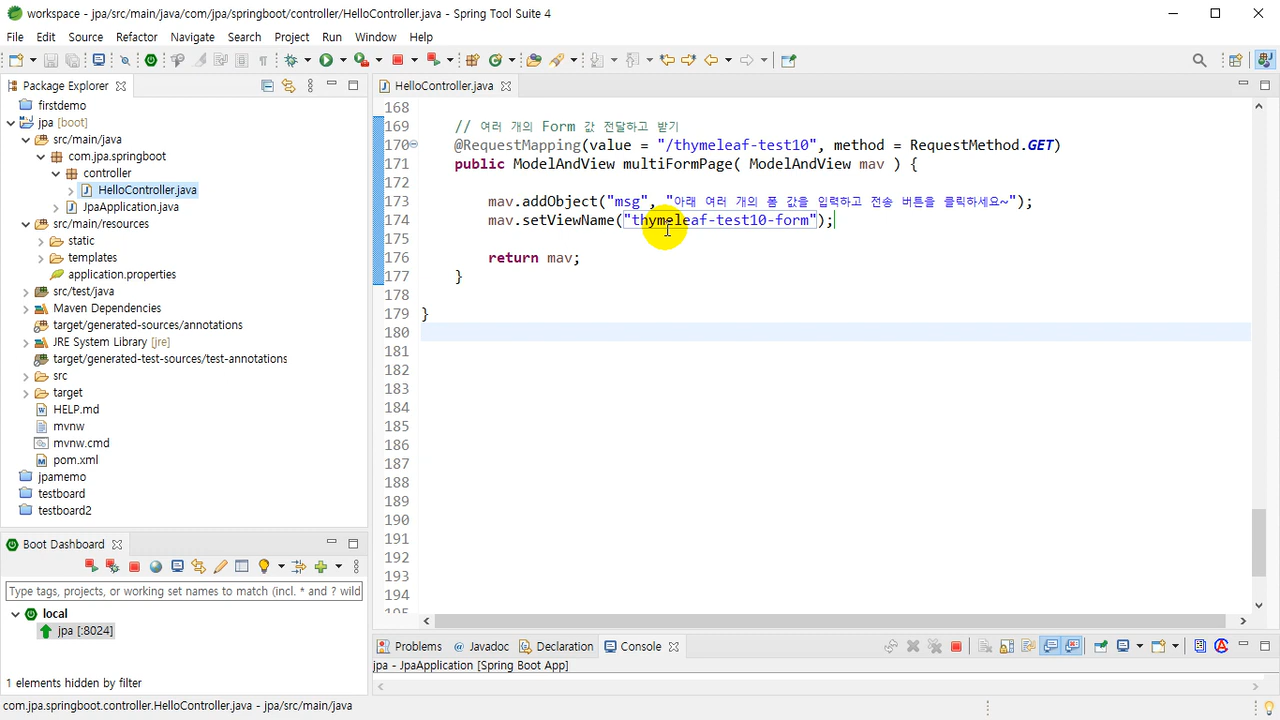 workspace - jpa/src/main/java/com/jpa/springboot/controller/HelloController.java - Spring Tool Suite 4
File Edit Source Refactor Navigate Search Project Run Window Help
Package Explorer
firstdemo
jpa [boot]
src/main/java
com.jpa.springboot
controller
HelloController.java
JpaApplication.java
src/main/resources
static
templates
application.properties
src/test/java
Maven Dependencies
target/generated-sources/annotations
JRE System Library [jre]
target/generated-test-sources/test-annotations
src
target
HELP.md
mvnw
mvnw.cmd
pom.xml
jpamemo
testboard
testboard2
Boot Dashboard
Type tags, projects, or working set names to match (incl. * and ? wild
local
jpa [:8024]
1 elements hidden by filter
HelloController.java
168
169 // 여러 개의 Form 값 전달하고 받기
170 @RequestMapping(value = "/thymeleaf-test10", method = RequestMethod.GET)
171 public ModelAndView multiFormPage( ModelAndView mav ) {
172
173 mav.addObject("msg", "아래 여러 개의 폼 값을 입력하고 전송 버튼을 클릭하세요~");
174 mav.setViewName("thymeleaf-test10-form");
175
176 return mav;
177 }
178
179 }
180
181
182
183
184
185
186
187
188
189
190
191
192
193
194
195
Problems Javadoc Declaration Console
jpa - JpaApplication [Spring Boot App]
com.jpa.springboot.controller.HelloController.java - jpa/src/main/java